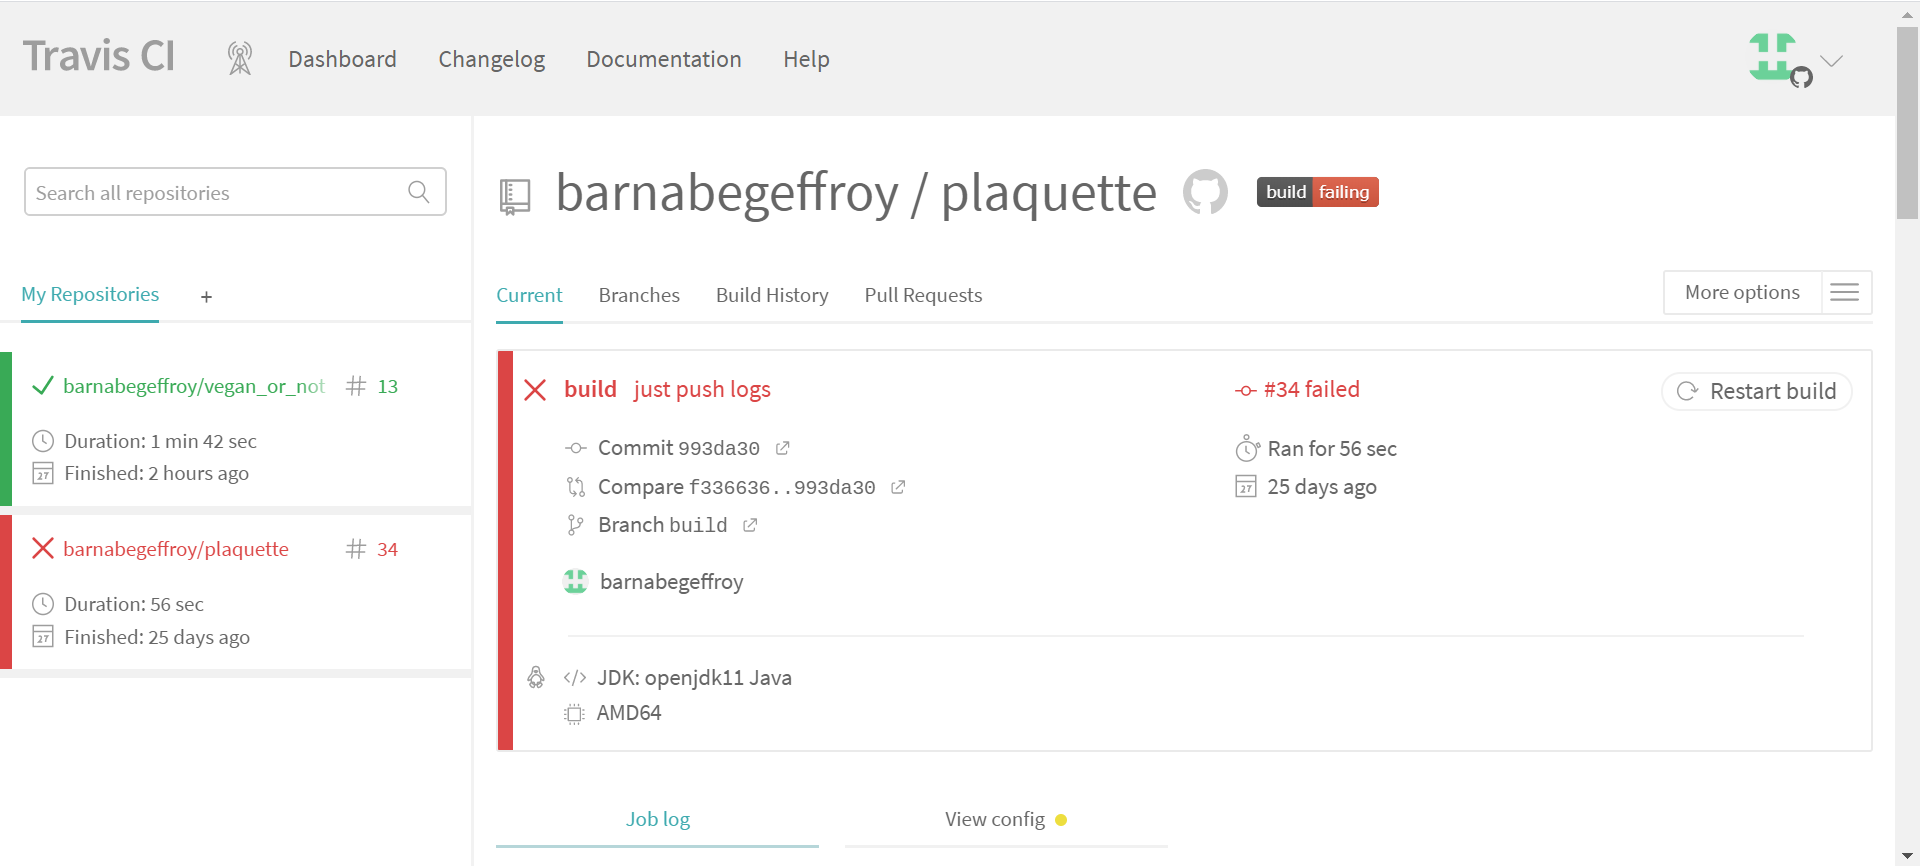 Travis CI
Dashboard
Changelog
Documentation
Help
Search all repositories
My Repositories
+
barnabegeffroy/vegan_or_not
# 13
Duration: 1 min 42 sec
27 Finished: 2 hours ago
barnabegeffroy/plaquette
# 34
Duration: 56 sec
27 Finished: 25 days ago
barnabegeffroy / plaquette
build failing
Current
Branches
Build History
Pull Requests
More options
build just push logs
#34 failed
Restart build
Commit 993da30
Ran for 56 sec
Compare f336636..993da30
27 25 days ago
Branch build
barnabegeffroy
</> JDK: openjdk11 Java
AMD64
Job log
View config